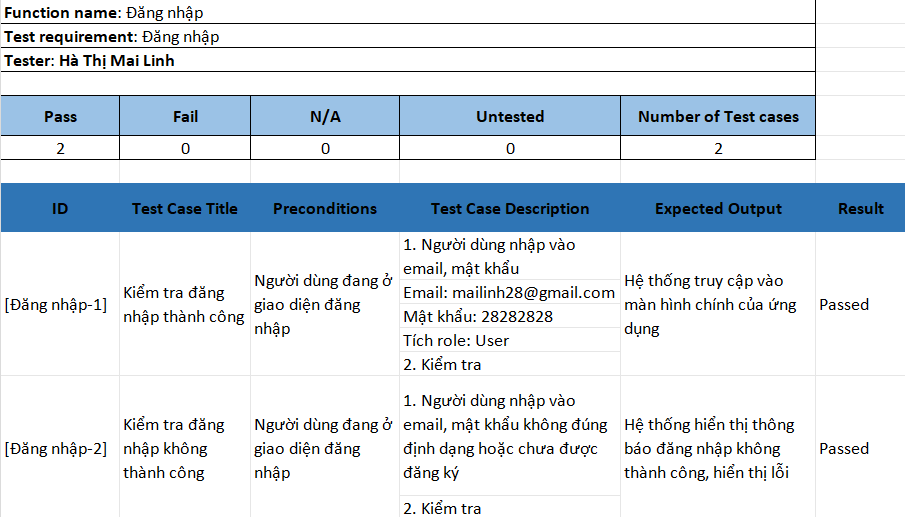 Function name: Đăng nhập
Test requirement: Đăng nhập
Tester: Hà Thị Mai Linh
Pass Fail N/A Untested Number of Test cases
2 0 0 0 2
ID Test Case Title Preconditions Test Case Description Expected Output Result
[Đăng nhập-1]
Kiểm tra đăng
nhập thành công
Người dùng đang ở
giao diện đăng
nhập
1. Người dùng nhập vào
email, mật khẩu
Email: mailinh28@gmail.com
Mật khẩu: 28282828
Tích role: User
2. Kiểm tra
Hệ thống truy cập vào
màn hình chính của ứng
dụng
Passed
[Đăng nhập-2]
Kiểm tra đăng
nhập không
thành công
Người dùng đang ở
giao diện đăng
nhập
1. Người dùng nhập vào
email, mật khẩu không đúng
định dạng hoặc chưa được
đăng ký
2. Kiểm tra
Hệ thống hiển thị thông
báo đăng nhập không
thành công, hiển thị lỗi
Passed